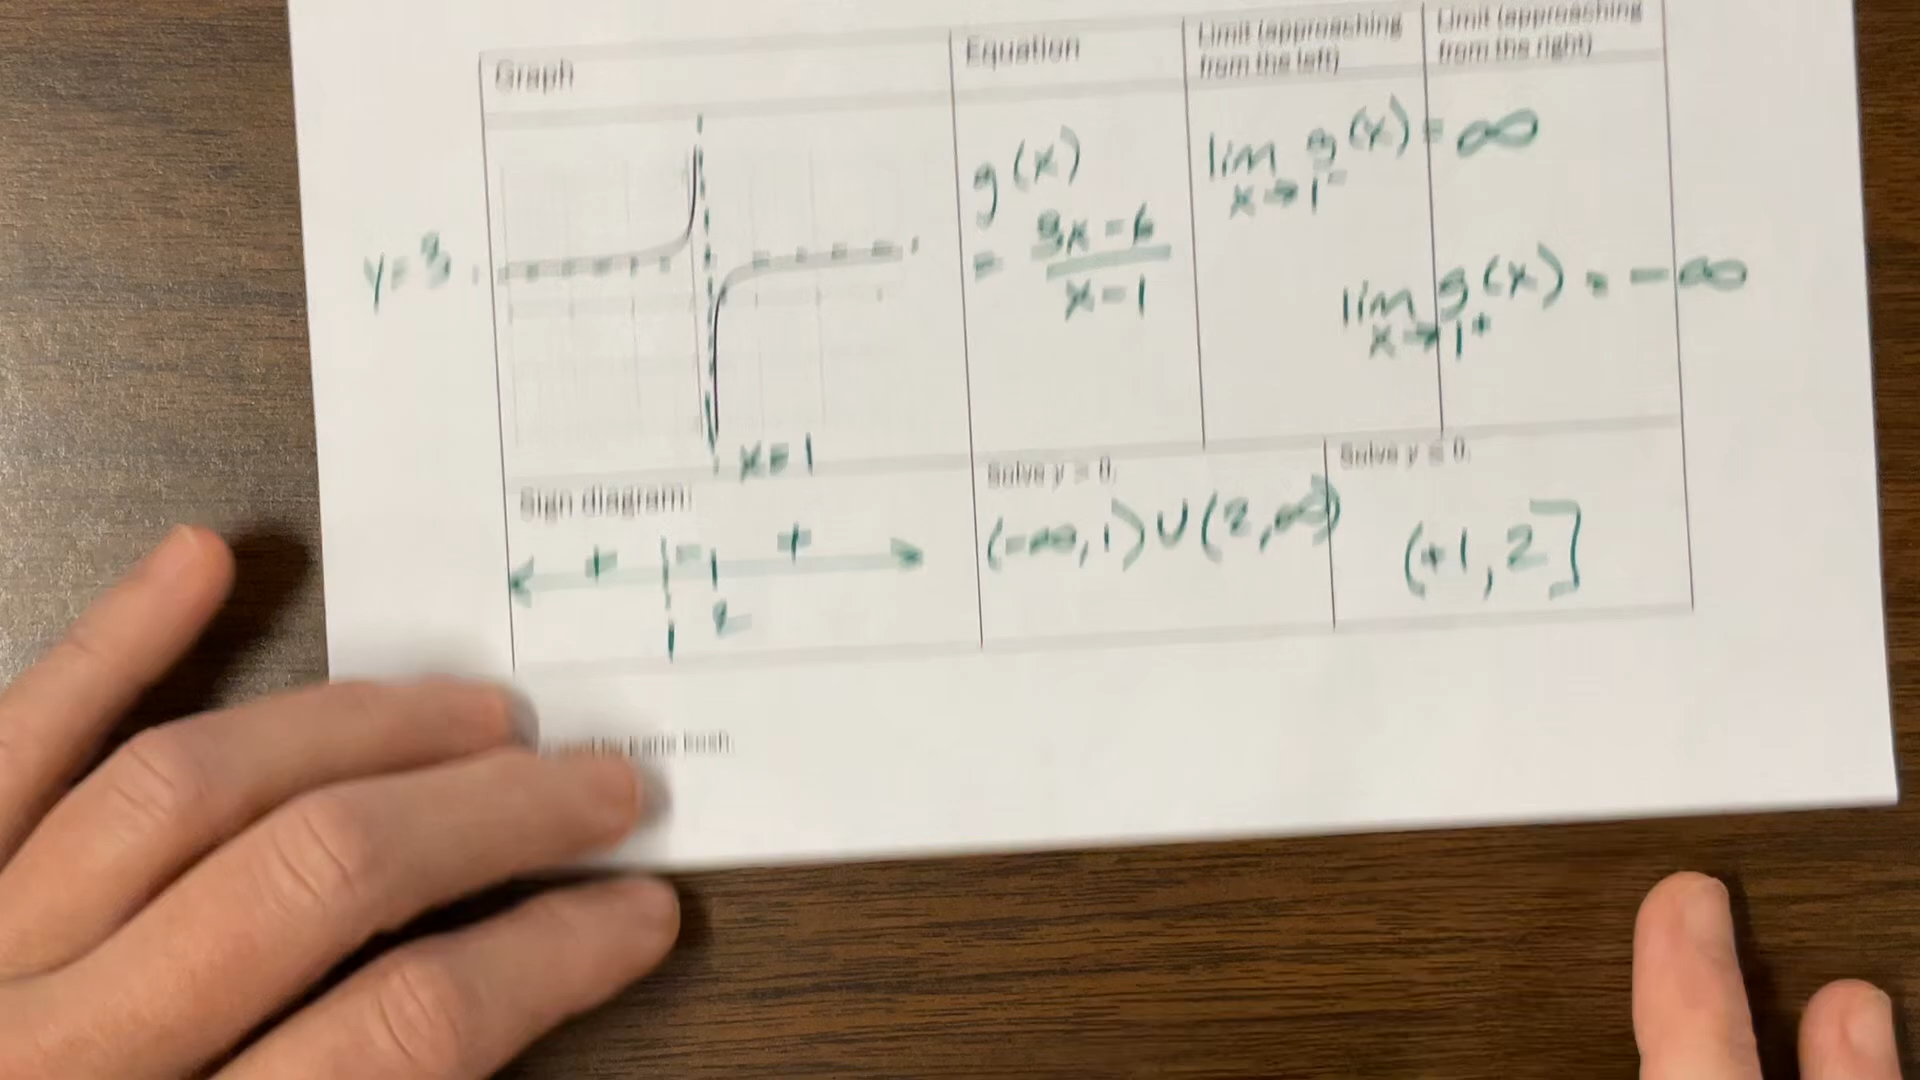 Graph
Equation
Limit (approaching
from the left)
Limit (approaching
from the right)
y = 3
x = 1
g(x)
= 3x - 6
x - 1
lim g(x) = ∞
x → 1⁻
lim g(x) = -∞
x → 1⁺
Sign diagram:
+ - +
1 2
Solve y > 0.
(-∞, 1) ∪ (2, ∞)
Solve y ≤ 0.
(+1, 2]
by